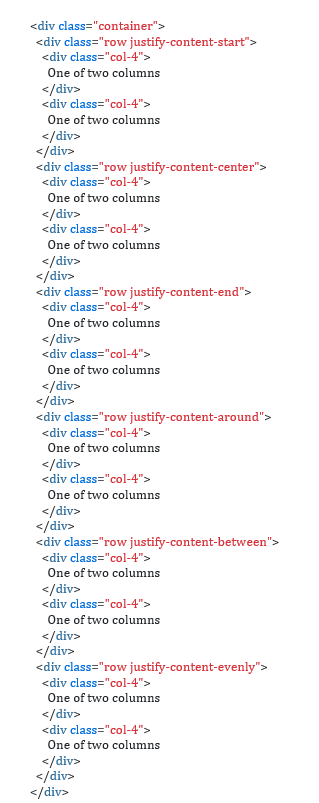 <div class="container">
<div class="row justify-content-start">
<div class="col-4">
One of two columns
</div>
<div class="col-4">
One of two columns
</div>
</div>
<div class="row justify-content-center">
<div class="col-4">
One of two columns
</div>
<div class="col-4">
One of two columns
</div>
</div>
<div class="row justify-content-end">
<div class="col-4">
One of two columns
</div>
<div class="col-4">
One of two columns
</div>
</div>
<div class="row justify-content-around">
<div class="col-4">
One of two columns
</div>
<div class="col-4">
One of two columns
</div>
</div>
<div class="row justify-content-between">
<div class="col-4">
One of two columns
</div>
<div class="col-4">
One of two columns
</div>
</div>
<div class="row justify-content-evenly">
<div class="col-4">
One of two columns
</div>
<div class="col-4">
One of two columns
</div>
</div>
</div>